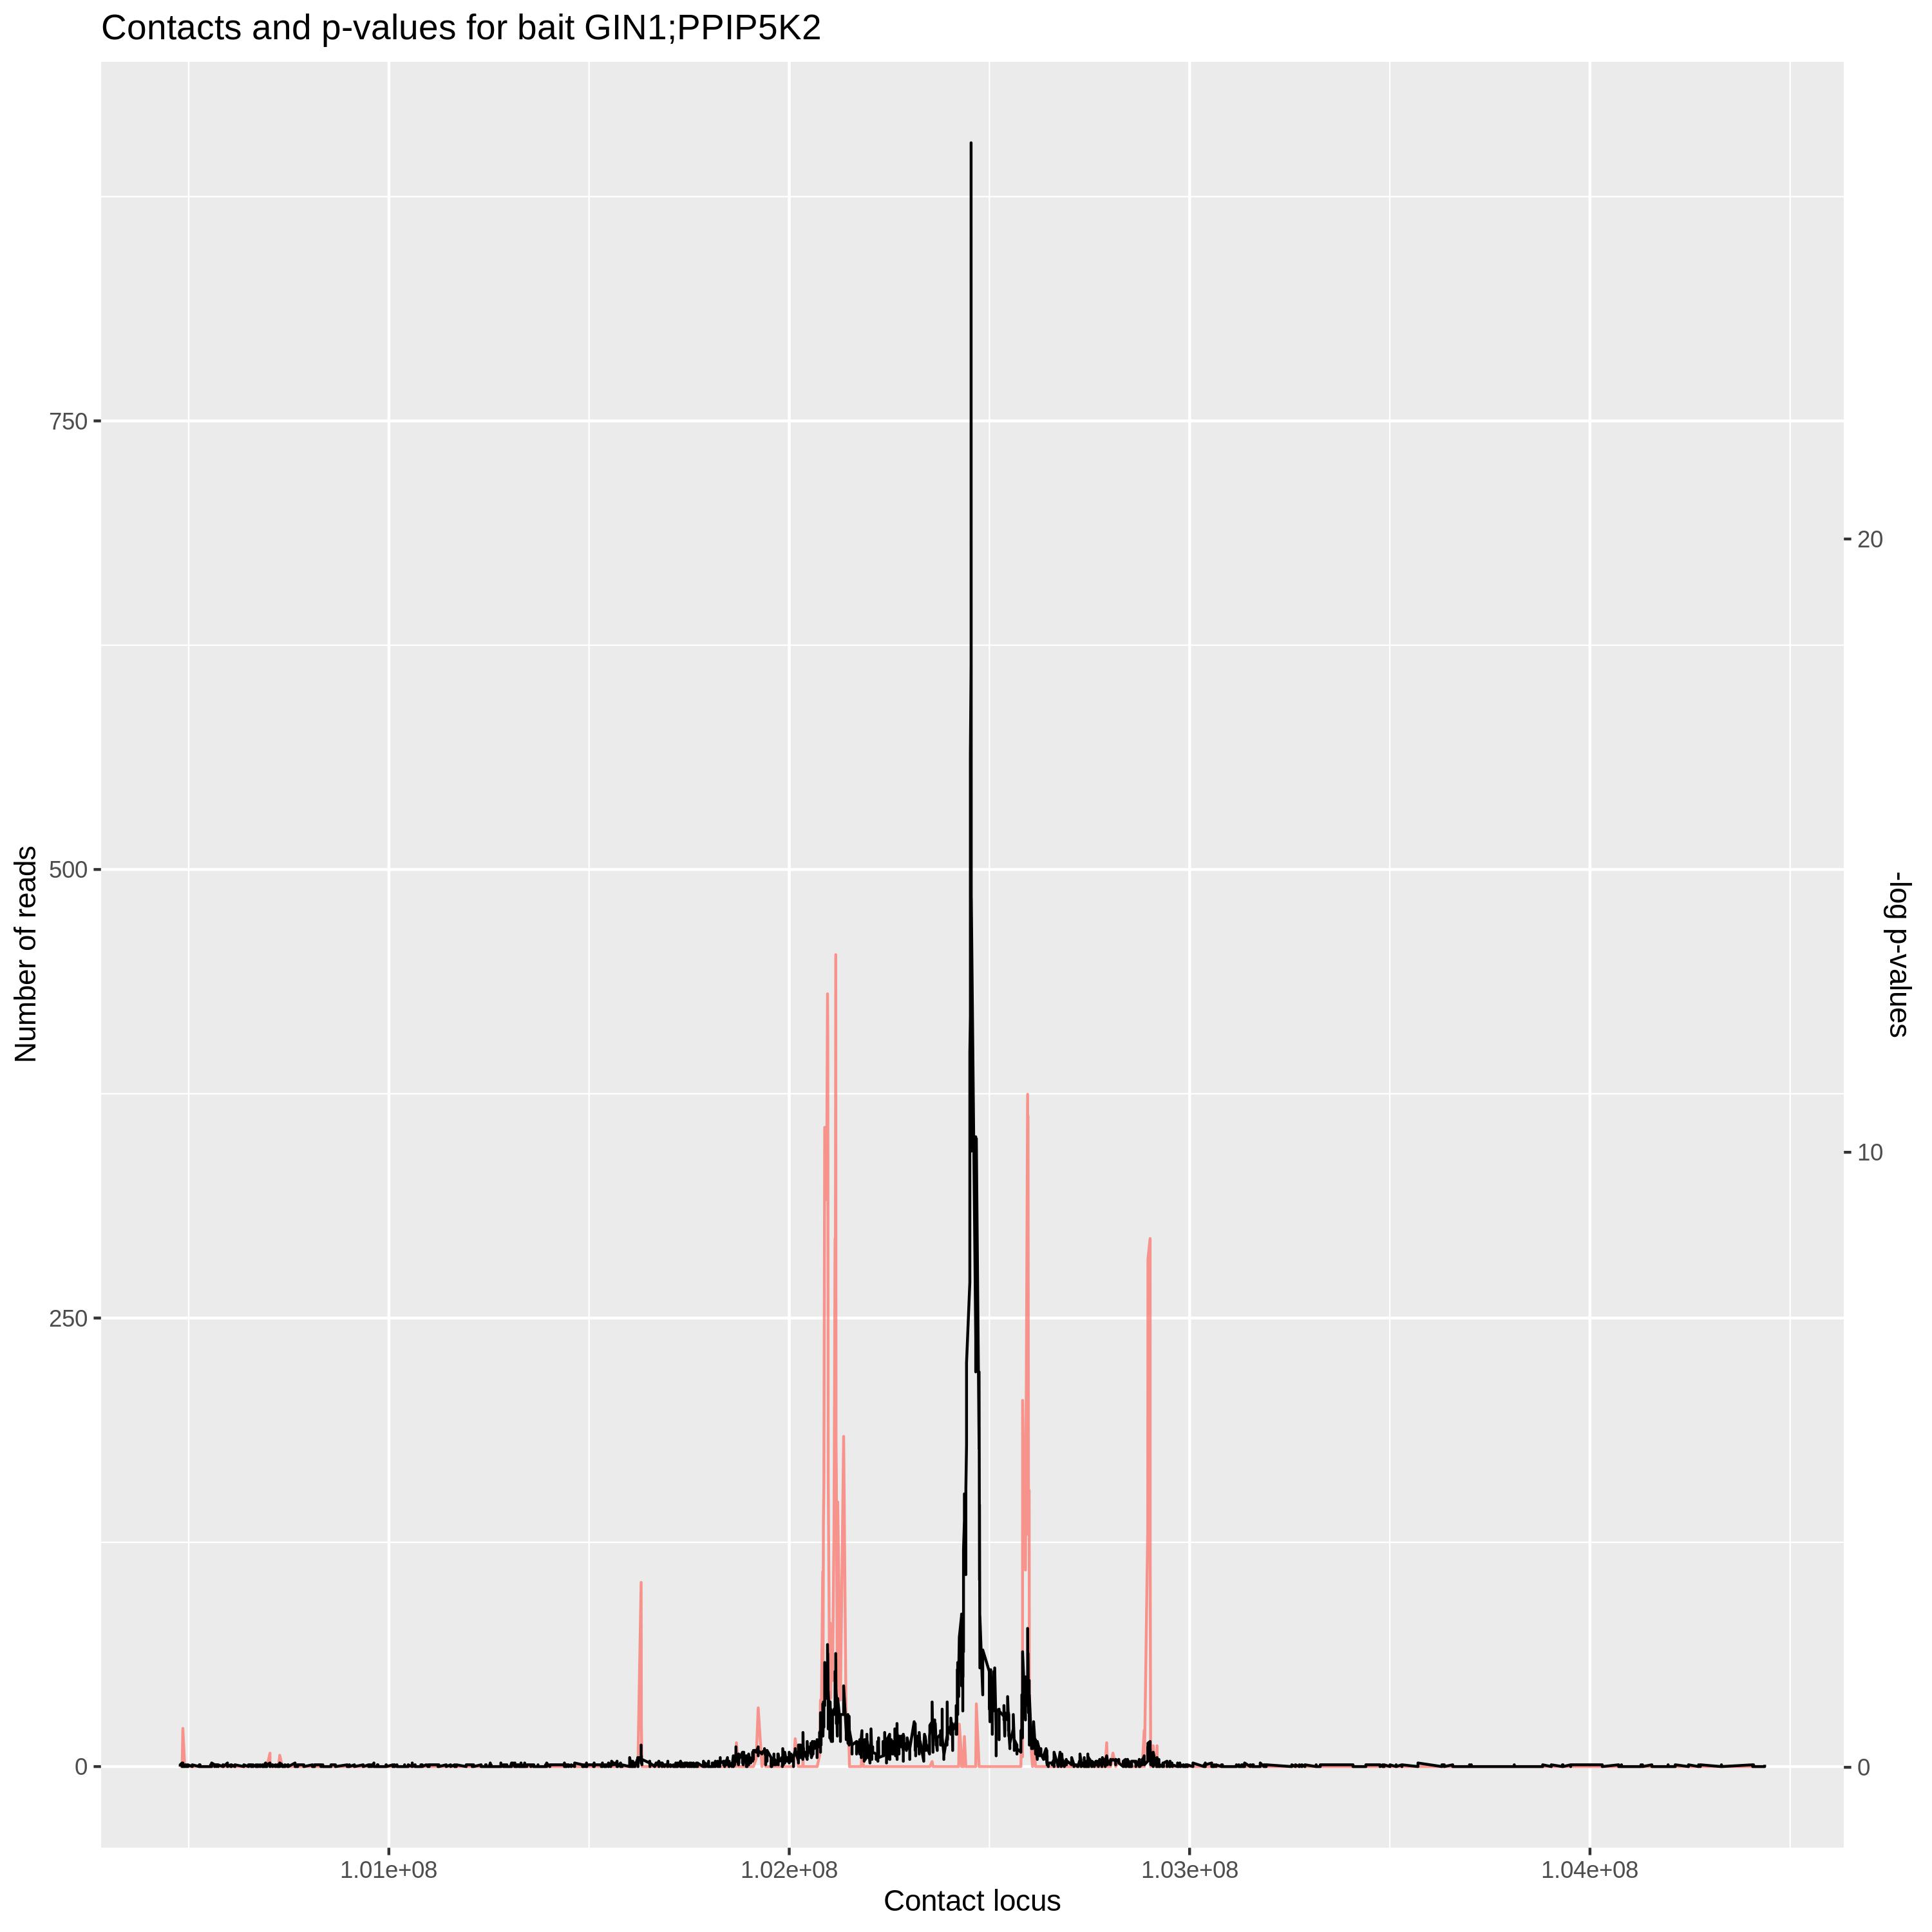 Contacts and p-values for bait GIN1;PPIP5K2
750
500
250
0
Number of reads
20
10
0
-log p-values
1.01e+08 1.02e+08 1.03e+08 1.04e+08
Contact locus